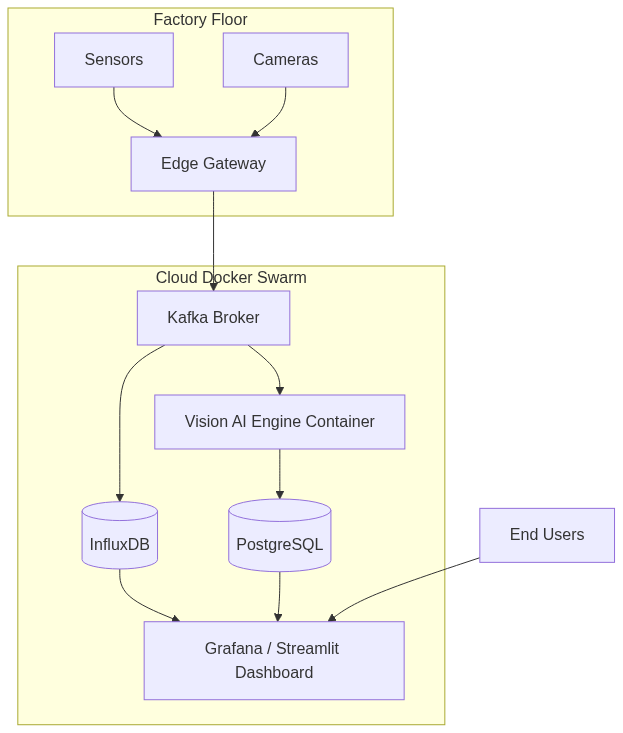 Factory Floor
Sensors
Cameras
Edge Gateway
Cloud Docker Swarm
Kafka Broker
Vision AI Engine Container
InfluxDB
PostgreSQL
End Users
Grafana / Streamlit
Dashboard